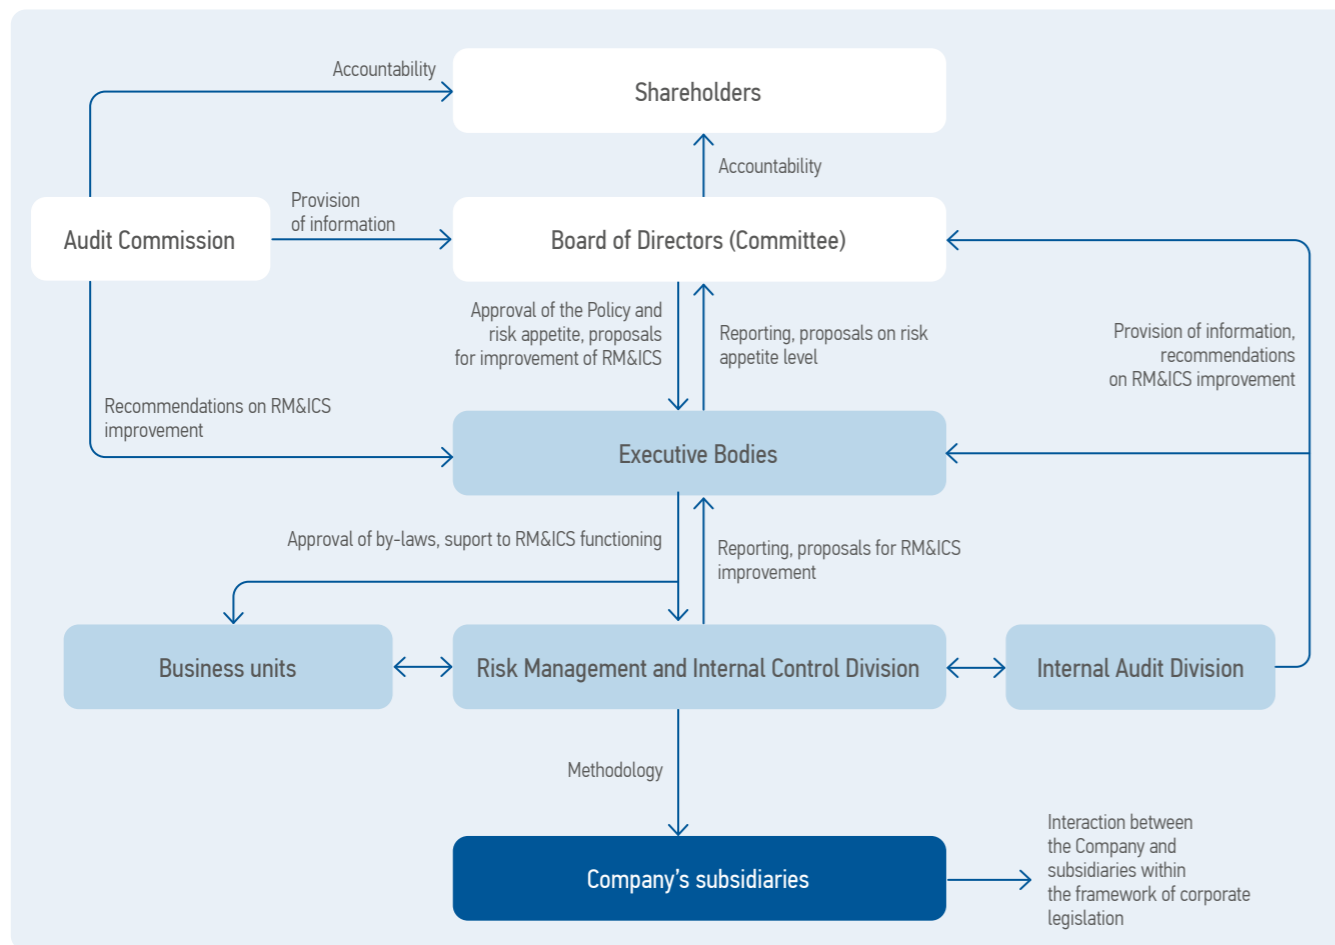 Accountability
Shareholders
Accountability
Provision
of information
Audit Commission
Board of Directors (Committee)
Approval of the Policy and
risk appetite, proposals
for improvement of RM&ICS
Reporting, proposals on risk
appetite level
Provision of information,
recommendations
on RM&ICS improvement
Recommendations on RM&ICS
improvement
Executive Bodies
Approval of by-laws, suport to RM&ICS functioning
Reporting, proposals for RM&ICS
improvement
Business units
Risk Management and Internal Control Division
Internal Audit Division
Methodology
Company’s subsidiaries
Interaction between
the Company and
subsidiaries within
the framework of corporate
legislation